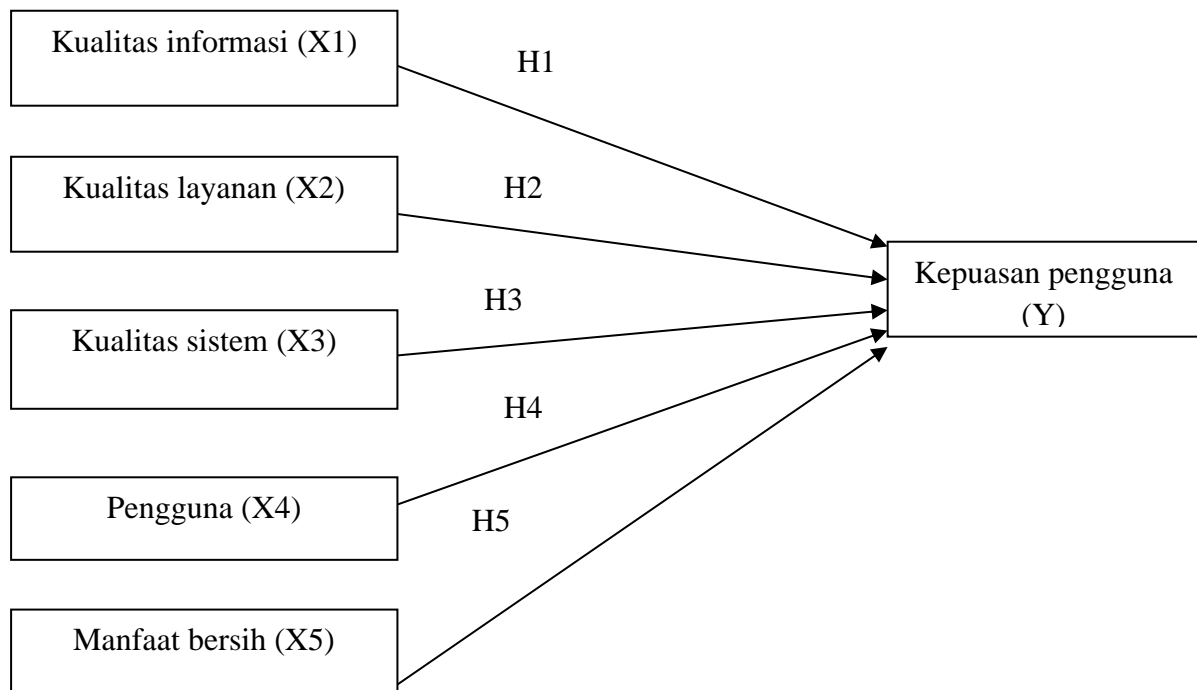 Kualitas informasi (X1)
H1
Kualitas layanan (X2)
H2
Kepuasan pengguna
(Y)
H3
Kualitas sistem (X3)
H4
Pengguna (X4)
H5
Manfaat bersih (X5)